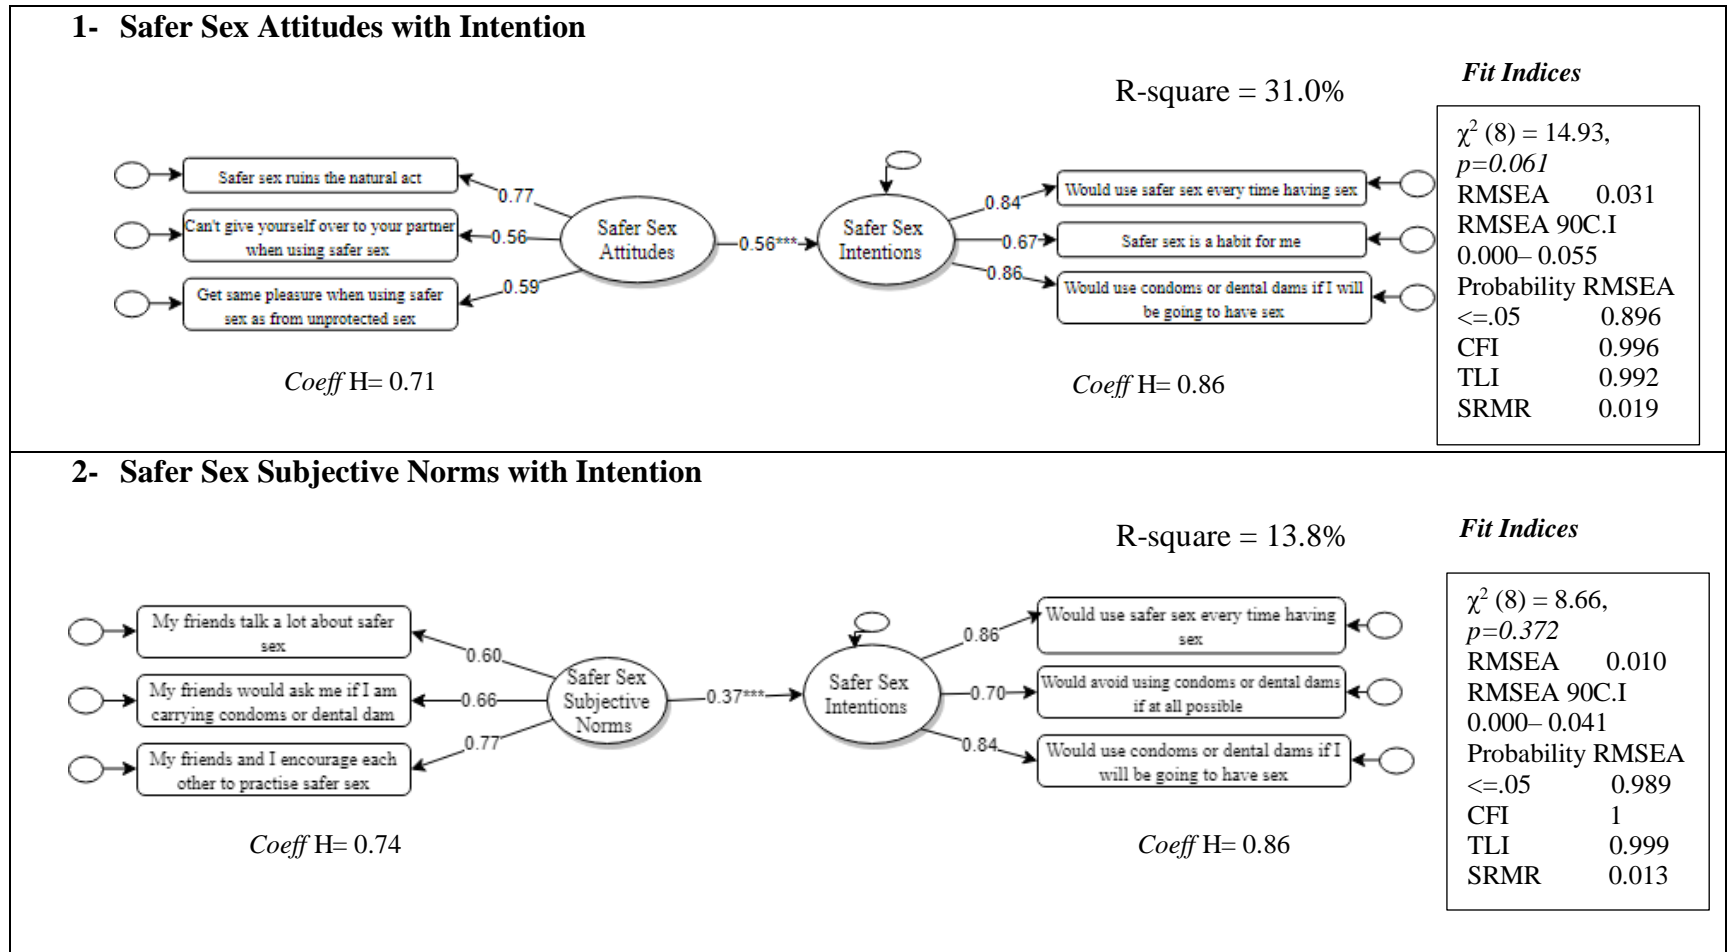 1- Safer Sex Attitudes with Intention
R-square = 31.0%
Fit Indices
Safer sex ruins the natural act
0.77
Can't give yourself over to your partner
when using safer sex
0.56
Get same pleasure when using safer
sex as from unprotected sex
0.59
Safer Sex
Attitudes
0.56***
Safer Sex
Intentions
0.84
Would use safer sex every time having sex
0.67
Safer sex is a habit for me
0.86
Would use condoms or dental dams if I will
be going to have sex
Coeff H= 0.71
Coeff H= 0.86
χ² (8) = 14.93,
p=0.061
RMSEA 0.031
RMSEA 90C.I
0.000– 0.055
Probability RMSEA
<=.05 0.896
CFI 0.996
TLI 0.992
SRMR 0.019
2- Safer Sex Subjective Norms with Intention
R-square = 13.8%
Fit Indices
My friends talk a lot about safer
sex
0.60
My friends would ask me if I am
carrying condoms or dental dam
0.66
My friends and I encourage each
other to practise safer sex
0.77
Safer Sex
Subjective
Norms
0.37***
Safer Sex
Intentions
0.86
Would use safer sex every time having
sex
0.70
Would avoid using condoms or dental dams
if at all possible
0.84
Would use condoms or dental dams if I
will be going to have sex
Coeff H= 0.74
Coeff H= 0.86
χ² (8) = 8.66,
p=0.372
RMSEA 0.010
RMSEA 90C.I
0.000– 0.041
Probability RMSEA
<=.05 0.989
CFI 1
TLI 0.999
SRMR 0.013